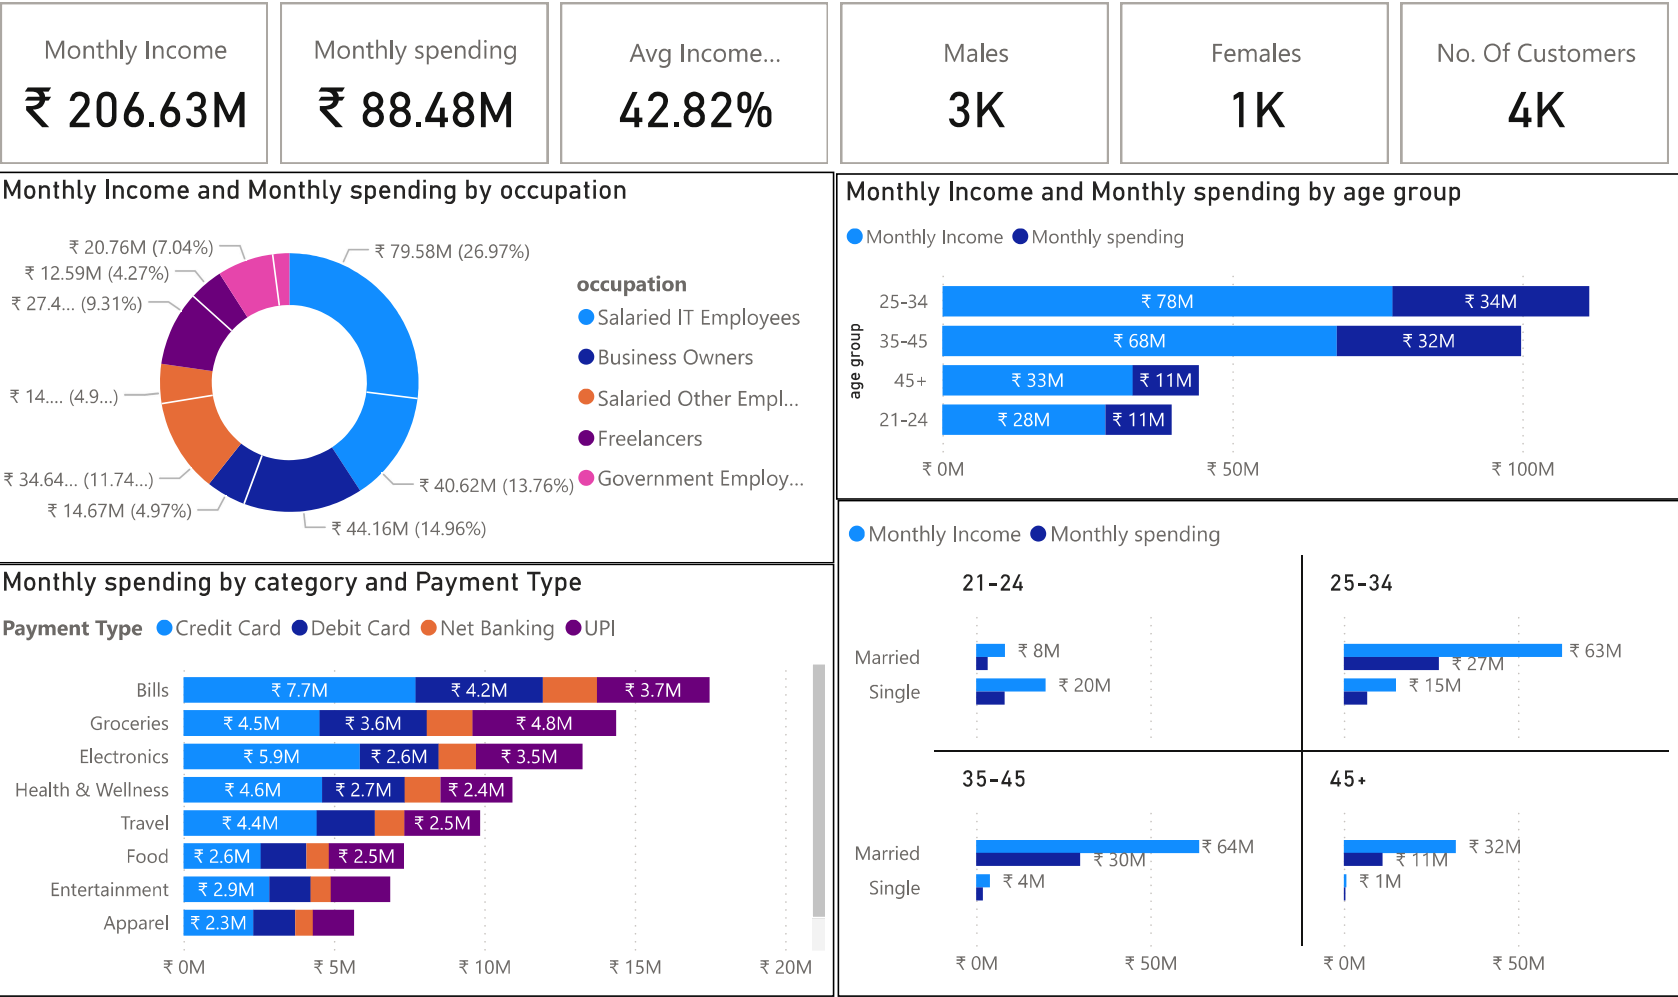 Monthly Income
₹ 206.63M
Monthly spending
₹ 88.48M
Avg Income...
42.82%
Males
3K
Females
1K
No. Of Customers
4K
Monthly Income and Monthly spending by occupation
₹ 20.76M (7.04%)
₹ 79.58M (26.97%)
₹ 12.59M (4.27%)
₹ 27.4... (9.31%)
₹ 14.... (4.9...)
₹ 34.64... (11.74...)
₹ 14.67M (4.97%)
₹ 44.16M (14.96%)
₹ 40.62M (13.76%)
occupation
Salaried IT Employees
Business Owners
Salaried Other Empl...
Freelancers
Government Employ...
Monthly Income and Monthly spending by age group
Monthly Income Monthly spending
age group
25-34 ₹ 78M ₹ 34M
35-45 ₹ 68M ₹ 32M
45+ ₹ 33M ₹ 11M
21-24 ₹ 28M ₹ 11M
₹ 0M ₹ 50M ₹ 100M
Monthly spending by category and Payment Type
Payment Type Credit Card Debit Card Net Banking UPI
Bills ₹ 7.7M ₹ 4.2M ₹ 3.7M
Groceries ₹ 4.5M ₹ 3.6M ₹ 4.8M
Electronics ₹ 5.9M ₹ 2.6M ₹ 3.5M
Health & Wellness ₹ 4.6M ₹ 2.7M ₹ 2.4M
Travel ₹ 4.4M ₹ 2.5M
Food ₹ 2.6M ₹ 2.5M
Entertainment ₹ 2.9M
Apparel ₹ 2.3M
₹ 0M ₹ 5M ₹ 10M ₹ 15M ₹ 20M
Monthly Income Monthly spending
21-24
Married ₹ 8M
Single ₹ 20M
25-34
₹ 63M
₹ 27M
₹ 15M
35-45
Married ₹ 64M
₹ 30M
Single ₹ 4M
45+
₹ 32M
₹ 11M
₹ 1M
₹ 0M ₹ 50M
₹ 0M ₹ 50M